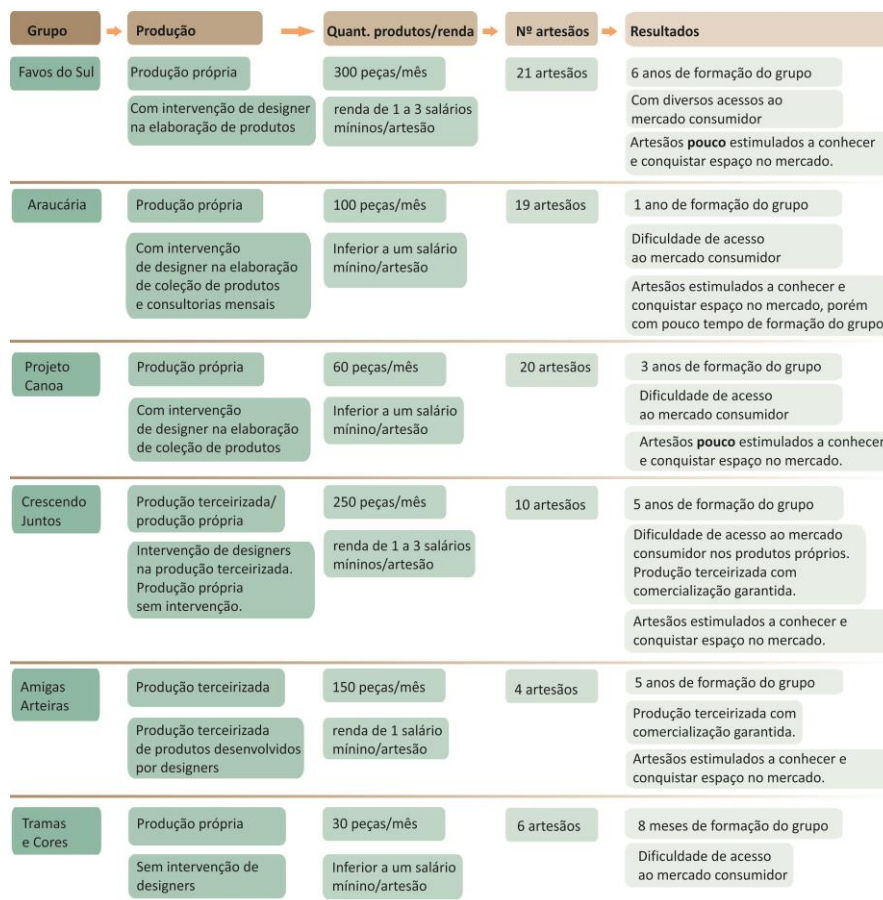 Grupo
Produção
Quant. produtos/renda
Nº artesãos
Resultados
Favos do Sul
Produção própria
Com intervenção de designer
na elaboração de produtos
300 peças/mês
renda de 1 a 3 salários
míninos/artesão
21 artesãos
6 anos de formação do grupo
Com diversos acessos ao
mercado consumidor
Artesãos pouco estimulados a conhecer
e conquistar espaço no mercado.
Araucária
Produção própria
Com intervenção
de designer na elaboração
de coleção de produtos
e consultorias mensais
100 peças/mês
Inferior a um salário
mínino/artesão
19 artesãos
1 ano de formação do grupo
Dificuldade de acesso
ao mercado consumidor
Artesãos estimulados a conhecer e
conquistar espaço no mercado, porém
com pouco tempo de formação do grupo
Projeto
Canoa
Produção própria
Com intervenção
de designer na elaboração
de coleção de produtos
60 peças/mês
Inferior a um salário
mínino/artesão
20 artesãos
3 anos de formação do grupo
Dificuldade de acesso
ao mercado consumidor
Artesãos pouco estimulados a conhecer
e conquistar espaço no mercado.
Crescendo
Juntos
Produção terceirizada/
produção própria
Intervenção de designers
na produção terceirizada.
Produção própria
sem intervenção.
250 peças/mês
renda de 1 a 3 salários
míninos/artesão
10 artesãos
5 anos de formação do grupo
Dificuldade de acesso ao mercado
consumidor nos produtos próprios.
Produção terceirizada com
comercialização garantida.
Artesãos estimulados a conhecer e
conquistar espaço no mercado.
Amigas
Arteiras
Produção terceirizada
Produção terceirizada
de produtos desenvolvidos
por designers
150 peças/mês
renda de 1 salário
mínino/artesão
4 artesãos
5 anos de formação do grupo
Produção terceirizada com
comercialização garantida.
Artesãos estimulados a conhecer e
conquistar espaço no mercado.
Tramas
e Cores
Produção própria
Sem intervenção de
designers
30 peças/mês
Inferior a um salário
mínino/artesão
6 artesãos
8 meses de formação do grupo
Dificuldade de acesso
ao mercado consumidor